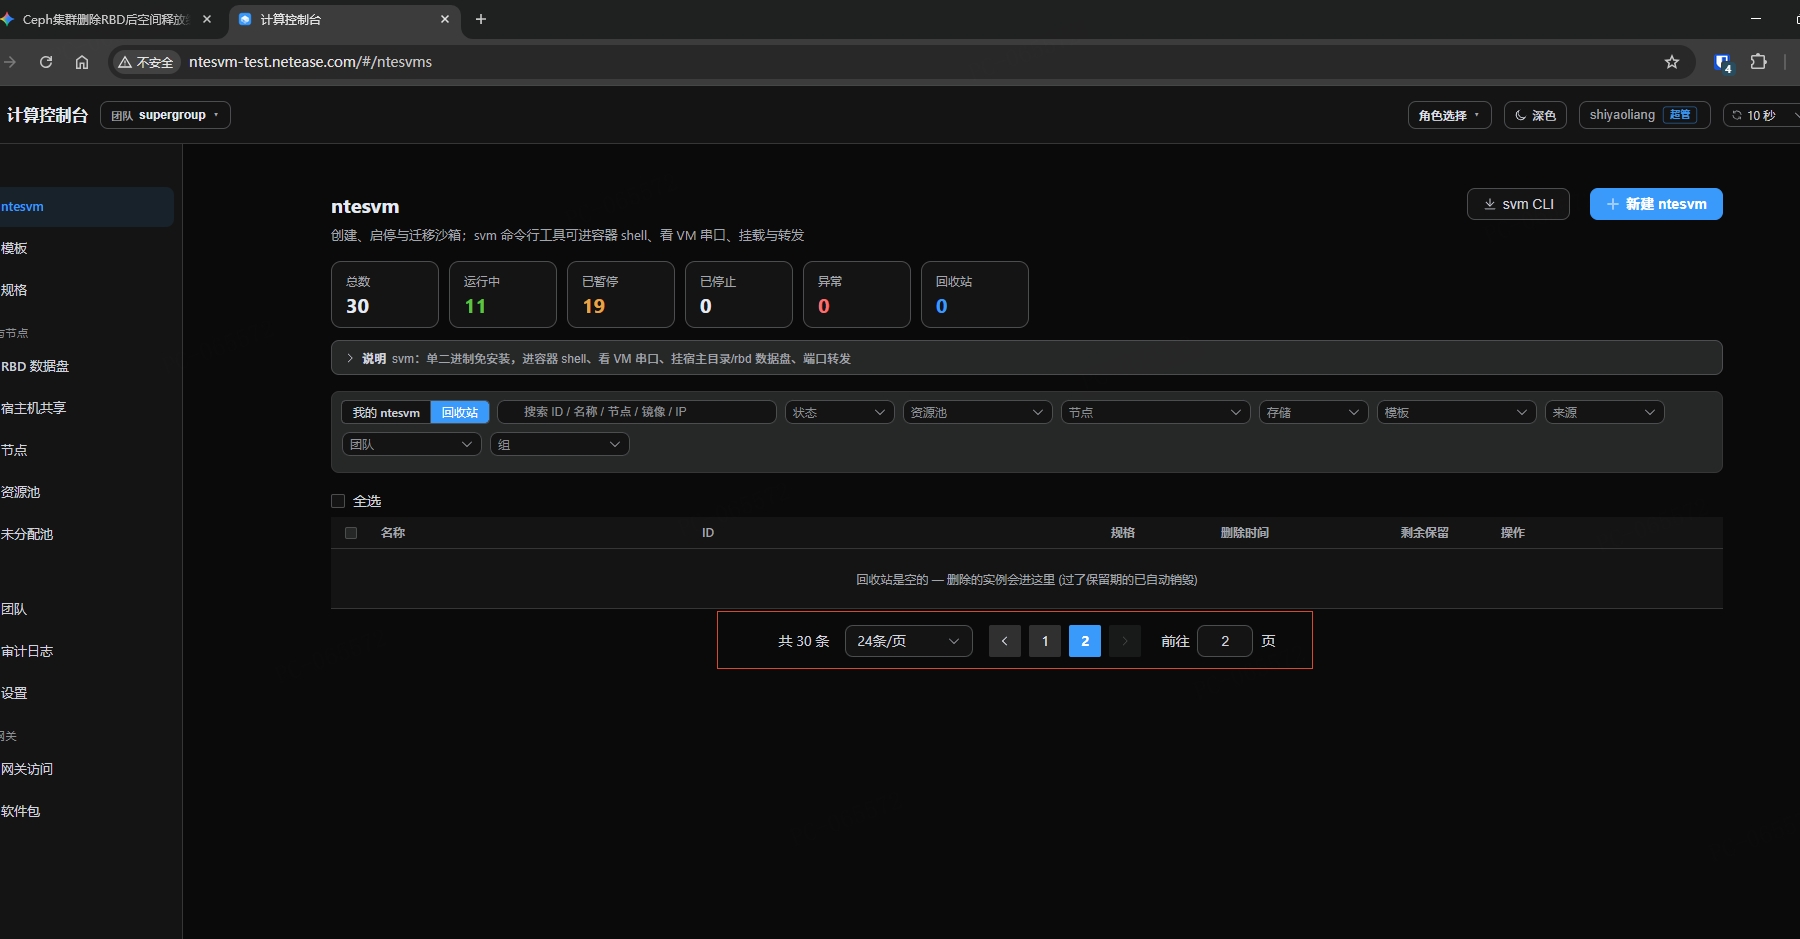 Ceph集群删除RBD后空间释放
计算控制台
不安全 ntesvm-test.netease.com/#/ntesvms
4
计算控制台 团队 supergroup 角色选择 深色 shiyaoliang 超管 10 秒
ntesvm
模板
规格
与节点
RBD 数据盘
宿主机共享
节点
资源池
未分配池
团队
审计日志
设置
网关
网关访问
软件包
ntesvm
svm CLI
新建 ntesvm
创建、启停与迁移沙箱；svm 命令行工具可进容器 shell、看 VM 串口、挂载与转发
总数 运行中 已暂停 已停止 异常 回收站
30 11 19 0 0 0
说明 svm：单二进制免安装，进容器 shell、看 VM 串口、挂宿主目录/rbd 数据盘、端口转发
我的 ntesvm 回收站 搜索 ID / 名称 / 节点 / 镜像 / IP 状态 资源池 节点 存储 模板 来源
团队 组
全选
名称 ID 规格 删除时间 剩余保留 操作
回收站是空的 — 删除的实例会进这里 (过了保留期的已自动销毁)
共 30 条 24条/页 1 2 前往 2 页